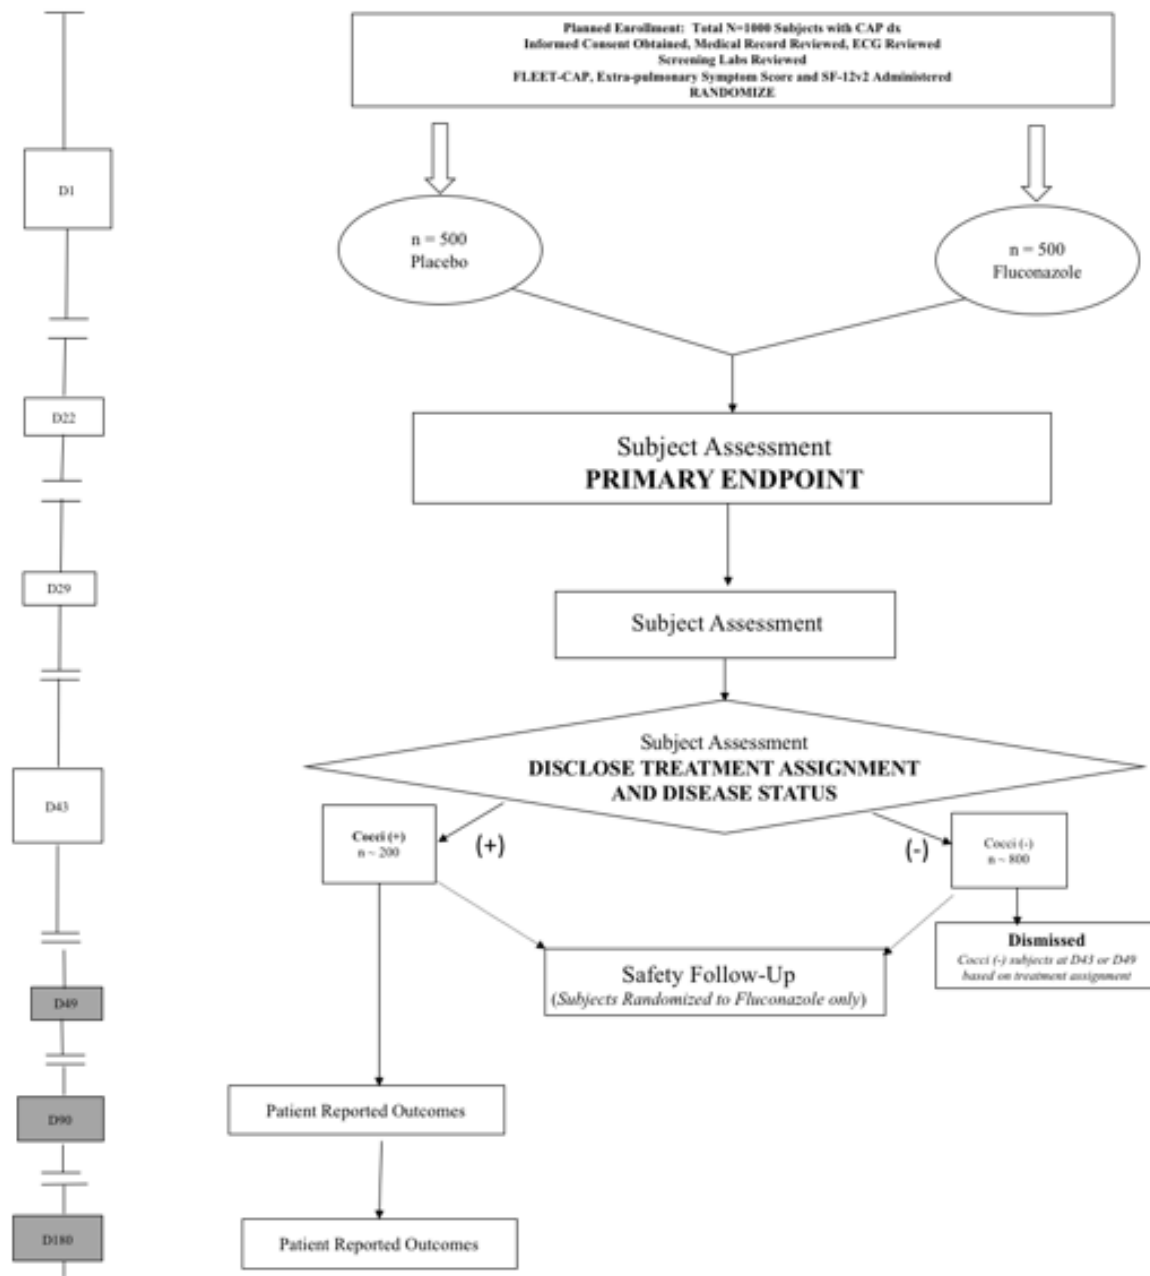 Planned Enrollment: Total N=1000 Subjects with CAP dx
Informed Consent Obtained, Medical Record Reviewed, ECG Reviewed
Screening Labs Reviewed
FLEET-CAP, Extra-pulmonary Symptom Score and SF-12v2 Administered
RANDOMIZE
D1
n = 500
Placebo
n = 500
Fluconazole
D22
Subject Assessment
PRIMARY ENDPOINT
D29
Subject Assessment
D43
Subject Assessment
DISCLOSE TREATMENT ASSIGNMENT
AND DISEASE STATUS
Cocci (+)
n ~ 200
(+)
(-)
Cocci (-)
n ~ 800
Dismissed
Cocci (-) subjects at D43 or D49
based on treatment assignment
D49
Safety Follow-Up
(Subjects Randomized to Fluconazole only)
D90
Patient Reported Outcomes
D180
Patient Reported Outcomes